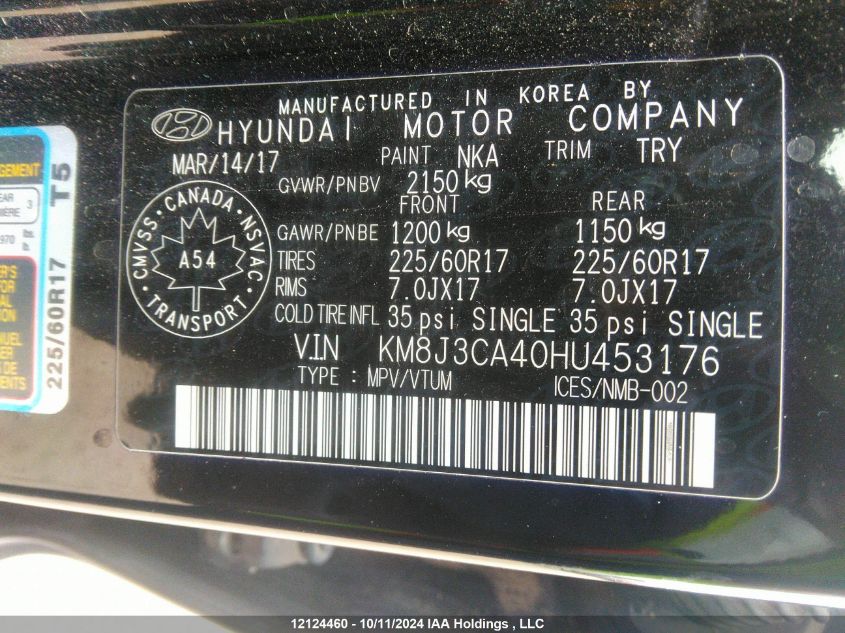 MANUFACTURED IN KOREA BY
HYUNDAI MOTOR COMPANY
MAR/14/17 PAINT NKA TRIM TRY
GVWR/PNBV 2150 kg
FRONT REAR
GAWR/PNBE 1200 kg 1150 kg
TIRES 225/60R17 225/60R17
RIMS 7.0JX17 7.0JX17
COLD TIRE INFL 35 psi SINGLE 35 psi SINGLE
V.I.N KM8J3CA40HU453176
TYPE : MPV/VTUM ICES/NMB-002
CMVSS · CANADA · NSVAC · TRANSPORT ·
A54
225/60R17 T5
12124460 - 10/11/2024 IAA Holdings , LLC